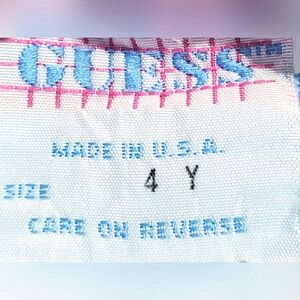 GUESS™
MADE IN U.S.A.
SIZE 4 Y
CARE ON REVERSE